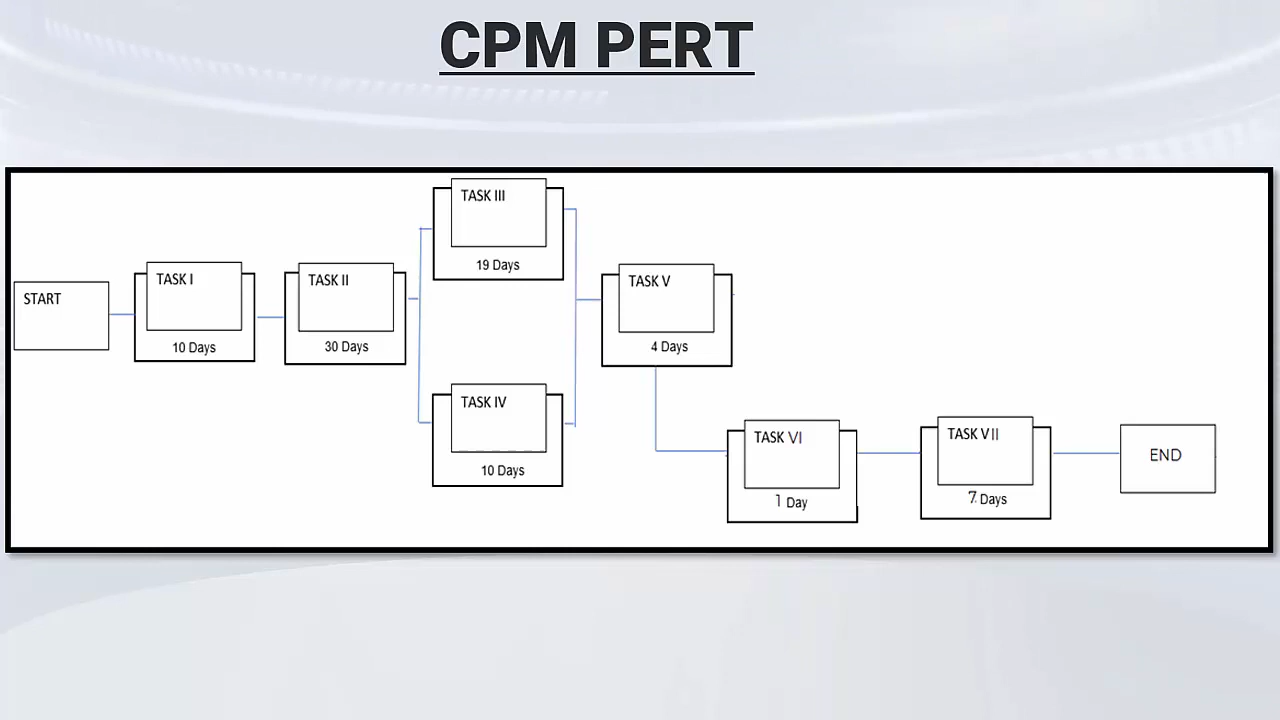 CPM PERT
START
TASK I
10 Days
TASK II
30 Days
TASK III
19 Days
TASK IV
10 Days
TASK V
4 Days
TASK VI
1 Day
TASK VII
7 Days
END